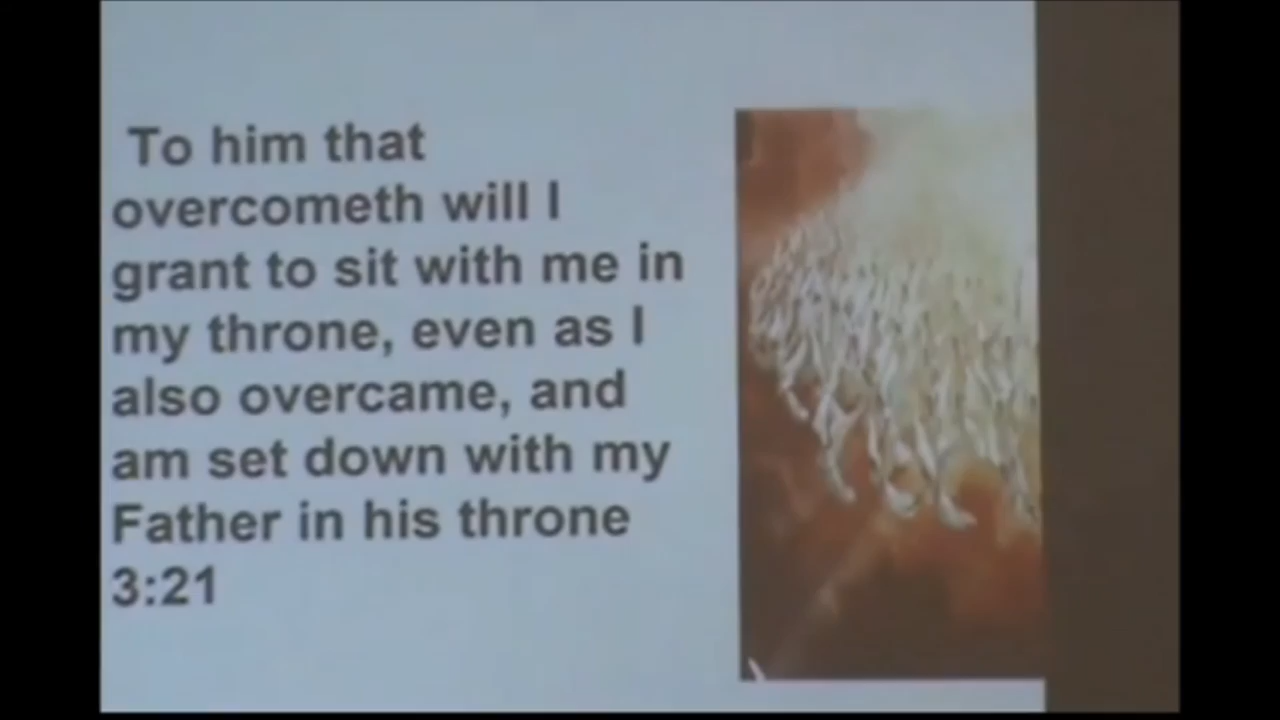 To him that
overcometh will I
grant to sit with me in
my throne, even as I
also overcame, and
am set down with my
Father in his throne
3:21